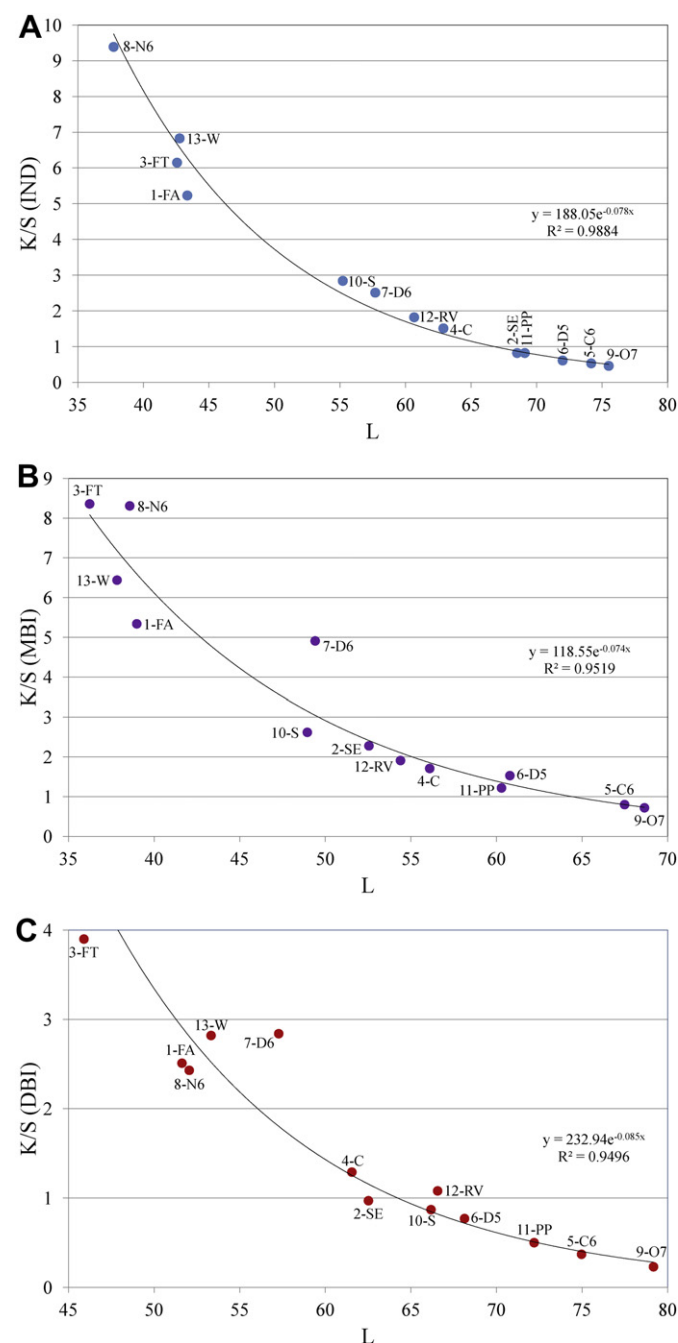 A
K/S (IND)
10
9
8
7
6
5
4
3
2
1
0
8-N6
13-W
3-FT
1-FA
10-S
7-D6
12-RV
4-C
2-SE
11-PP
6-D5
5-C6
9-O7
y = 188.05e^-0.078x
R² = 0.9884
35 40 45 50 55 60 65 70 75 80
L
B
K/S (MBI)
9
8
7
6
5
4
3
2
1
0
3-FT
8-N6
13-W
1-FA
7-D6
10-S
2-SE
12-RV
4-C
11-PP
6-D5
5-C6
9-O7
y = 118.55e^-0.074x
R² = 0.9519
35 40 45 50 55 60 65 70
L
C
K/S (DBI)
4
3
2
1
0
3-FT
13-W
1-FA
8-N6
7-D6
4-C
2-SE
12-RV
10-S
6-D5
11-PP
5-C6
9-O7
y = 232.94e^-0.085x
R² = 0.9496
45 50 55 60 65 70 75 80
L